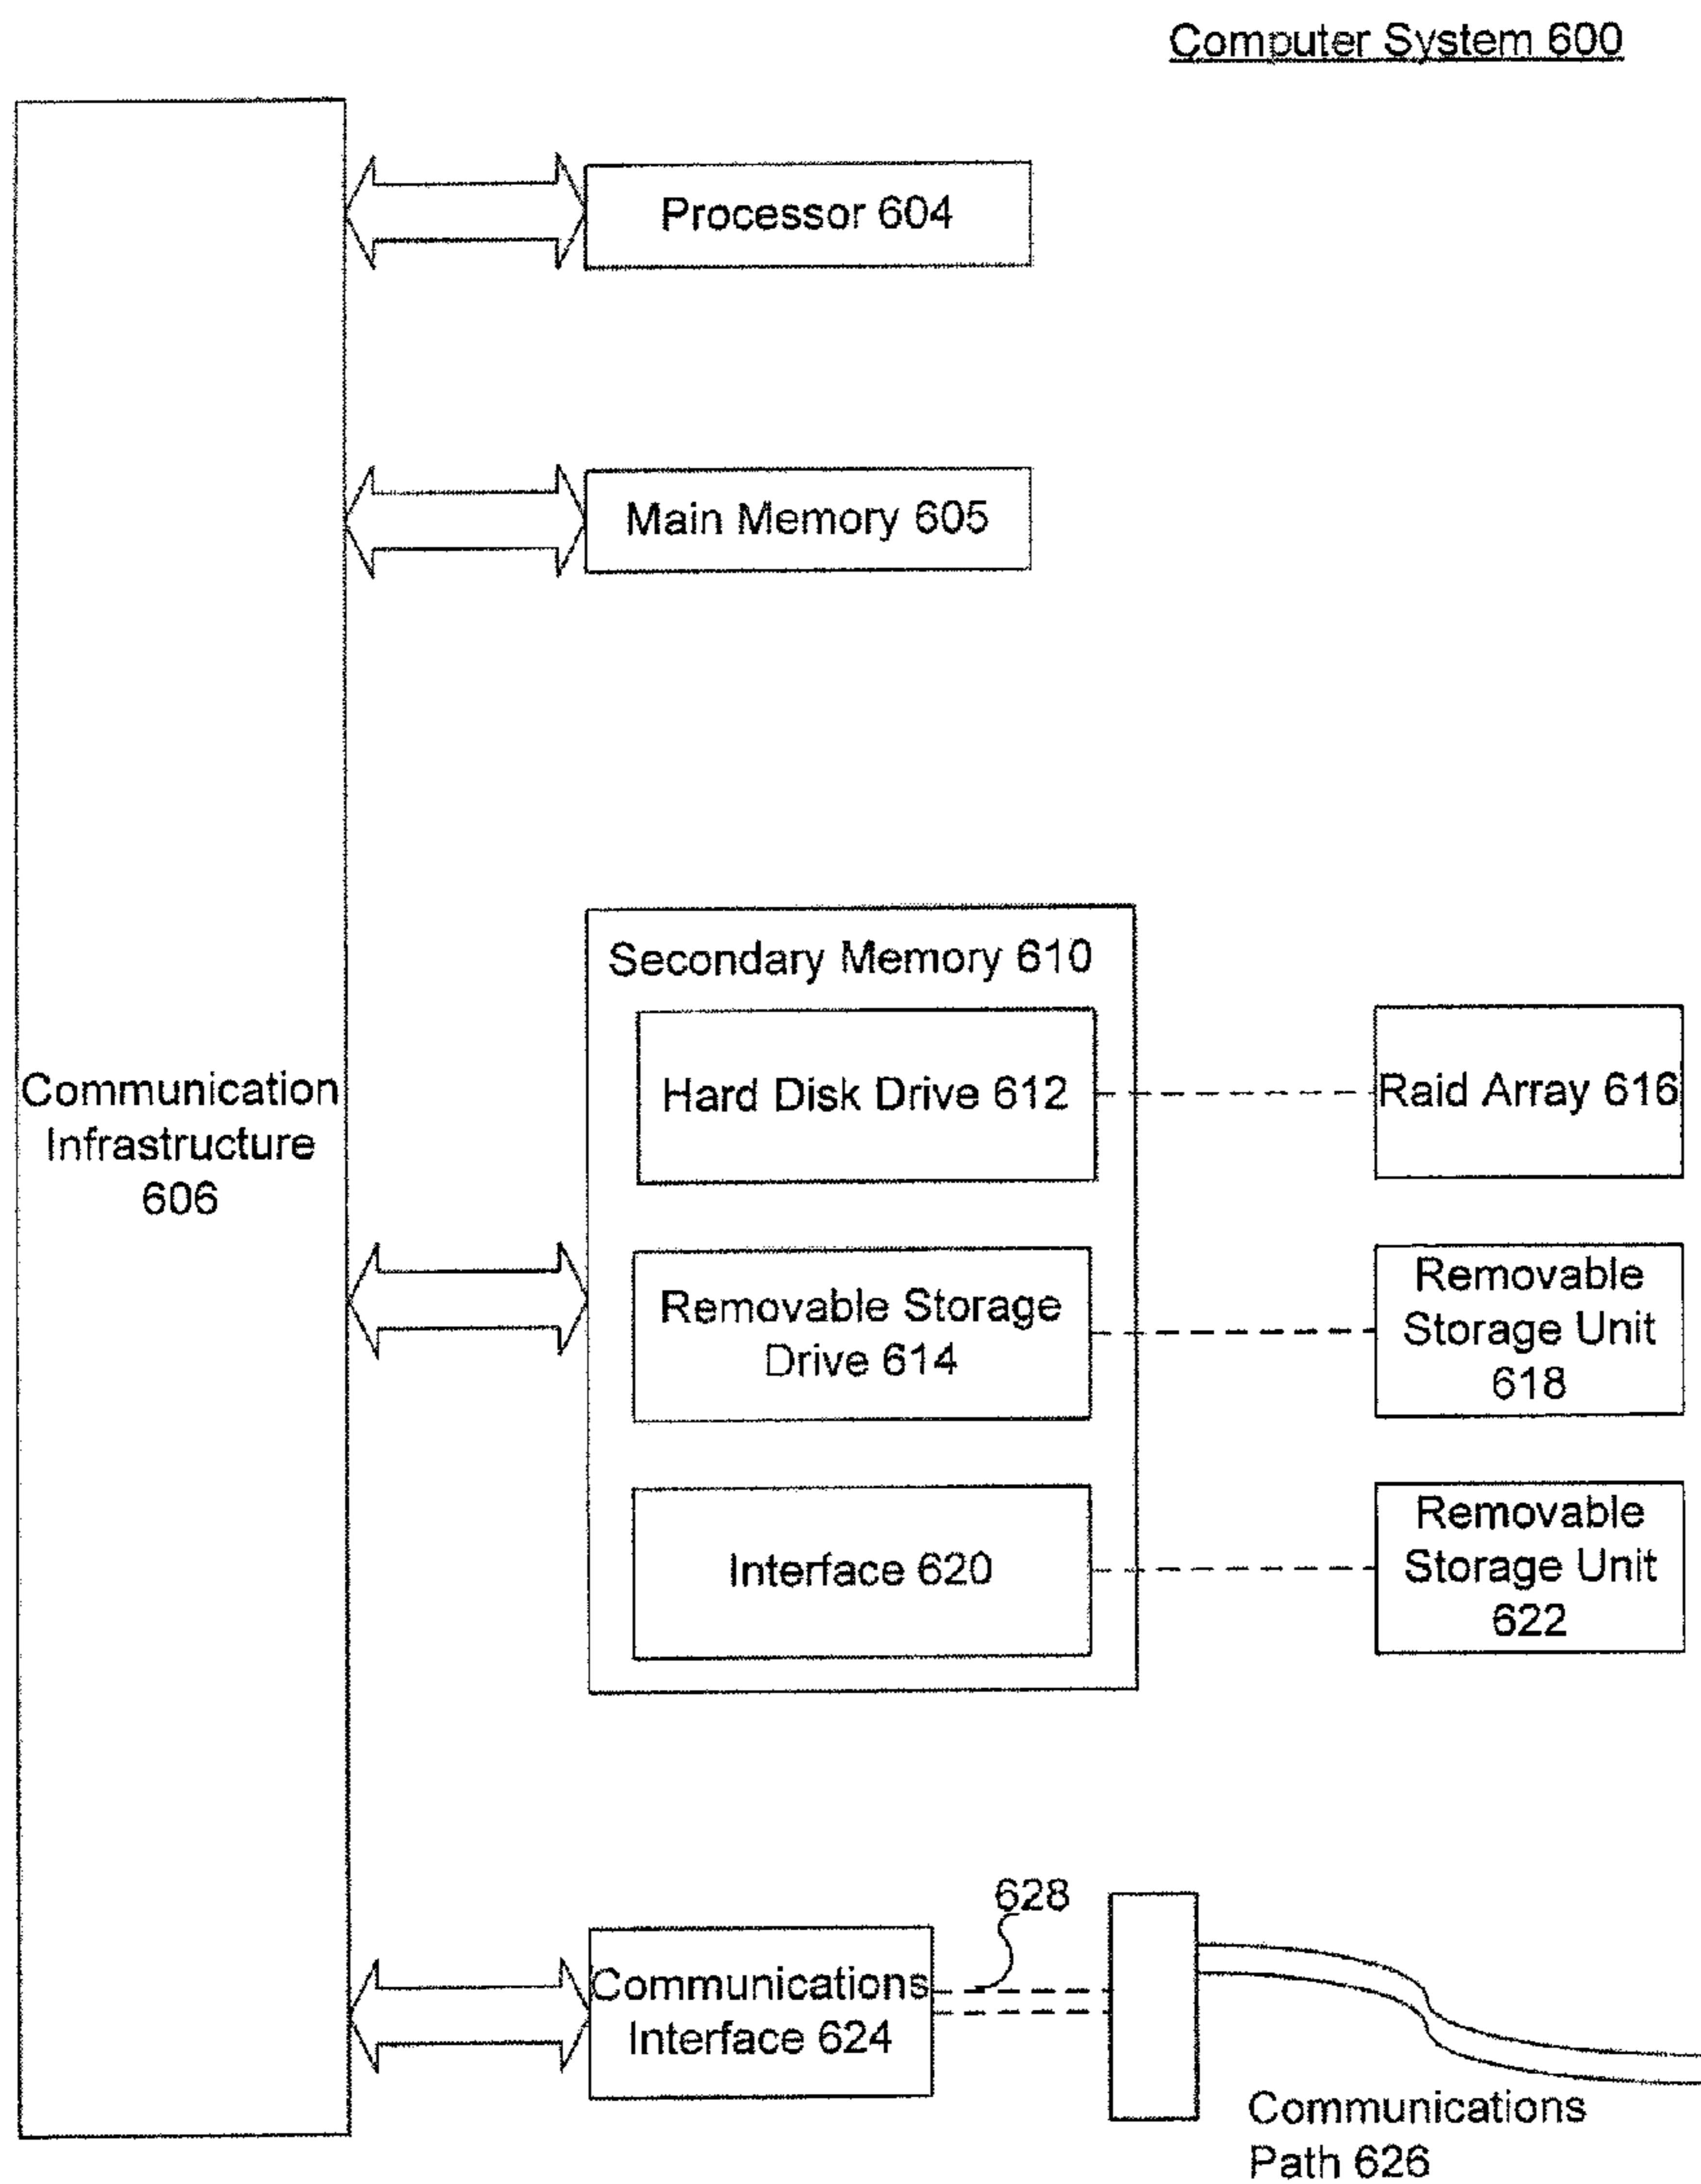 Computer System 600
Processor 604
Main Memory 605
Communication
Infrastructure
606
Secondary Memory 610
Hard Disk Drive 612
Raid Array 616
Removable Storage
Drive 614
Removable
Storage Unit
618
Interface 620
Removable
Storage Unit
622
628
Communications
Interface 624
Communications
Path 626